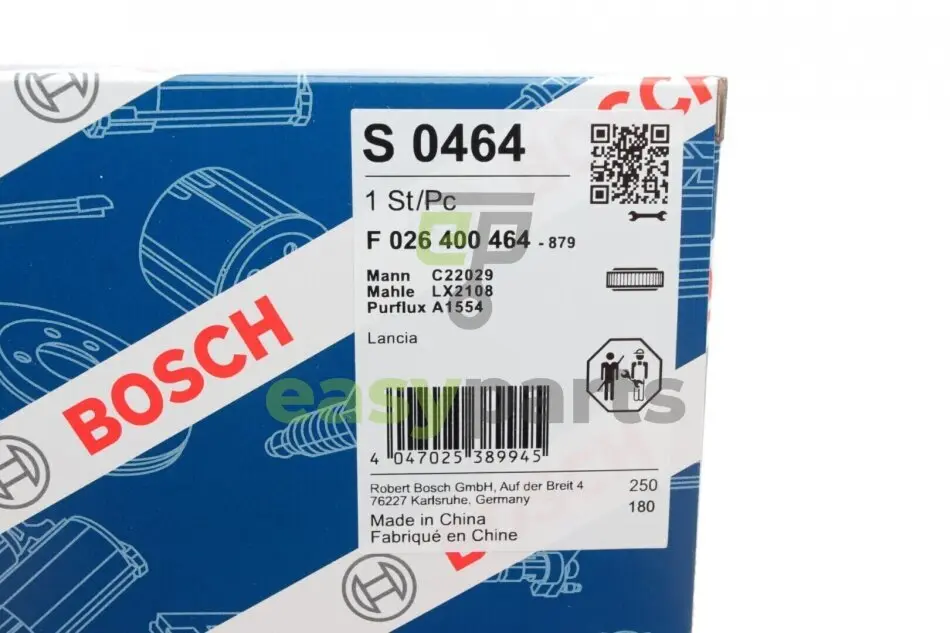 S 0464
1 St/Pc
F 026 400 464 - 879
Mann C22029
Mahle LX2108
Purflux A1554
Lancia
easyparts
4 047025 389945
Robert Bosch GmbH, Auf der Breit 4
76227 Karlsruhe, Germany
250
180
Made in China
Fabriqué en Chine
BOSCH